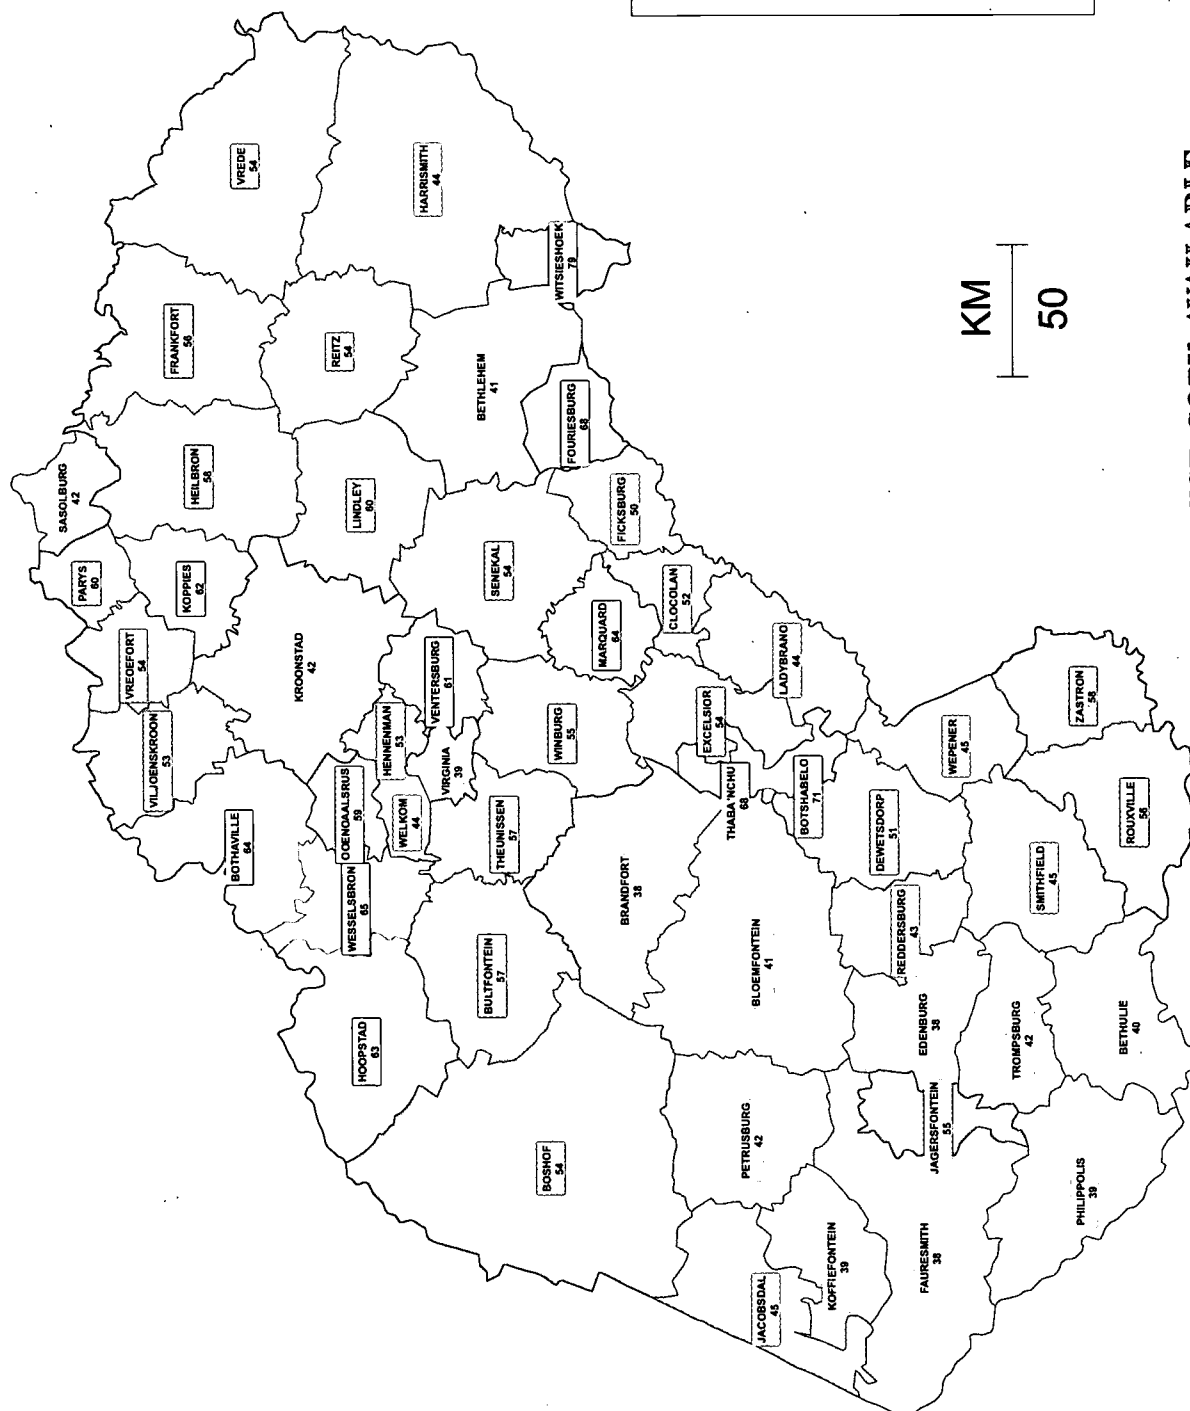 VREDE
54
HARRISMITH
44
WITSIESHOEK
79
FRANKFORT
56
REITZ
54
BETHLEHEM
41
FOURIESBURG
68
SASOLBURG
42
HEILBRON
58
LINDLEY
60
FICKSBURG
50
PARYS
60
KOPPIES
62
SENEKAL
54
CLOCOLAN
52
VREOEFORT
54
KROONSTAD
42
MARQUARD
64
LADYBRANO
44
VILJOENSKROON
53
VENTERSBURG
61
HENNENMAN
53
VIRGINIA
39
WINBURG
55
EXCELSIOR
54
ZASTRON
58
WEPENER
45
BOTHAVILLE
64
OOENOAALSRUS
59
WELKOM
44
THEUNISSEN
57
THABA'NCHU
68
BOTSHABELO
71
DEWETSDORP
51
ROUXVILLE
56
WESSELSBRON
65
BRANDFORT
38
SMITHFIELD
45
REDDERSBURG
43
BULTFONTEIN
57
BLOEMFONTEIN
41
EDENBURG
38
TROMPSBURG
42
BETHULIE
40
HOOPSTAD
63
BOSHOF
54
PETRUSBURG
42
JAGERSFONTEIN
55
PHILIPPOLIS
39
JACOBSDAL
45
KOFFIEFONTEIN
39
FAURESMITH
38
KM
50